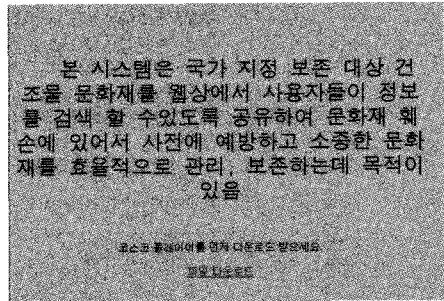 본 시스템은 국가 지정 보존 대상 건
조물 문화재를 웹상에서 사용자들이 정보
를 검색 할 수있도록 공유하여 문화재 훼
손에 있어서 사전에 예방하고 소중한 문화
재를 효율적으로 관리, 보존하는데 목적이
있음
플레이어를 먼저 다운로드 받으세요
다운로드